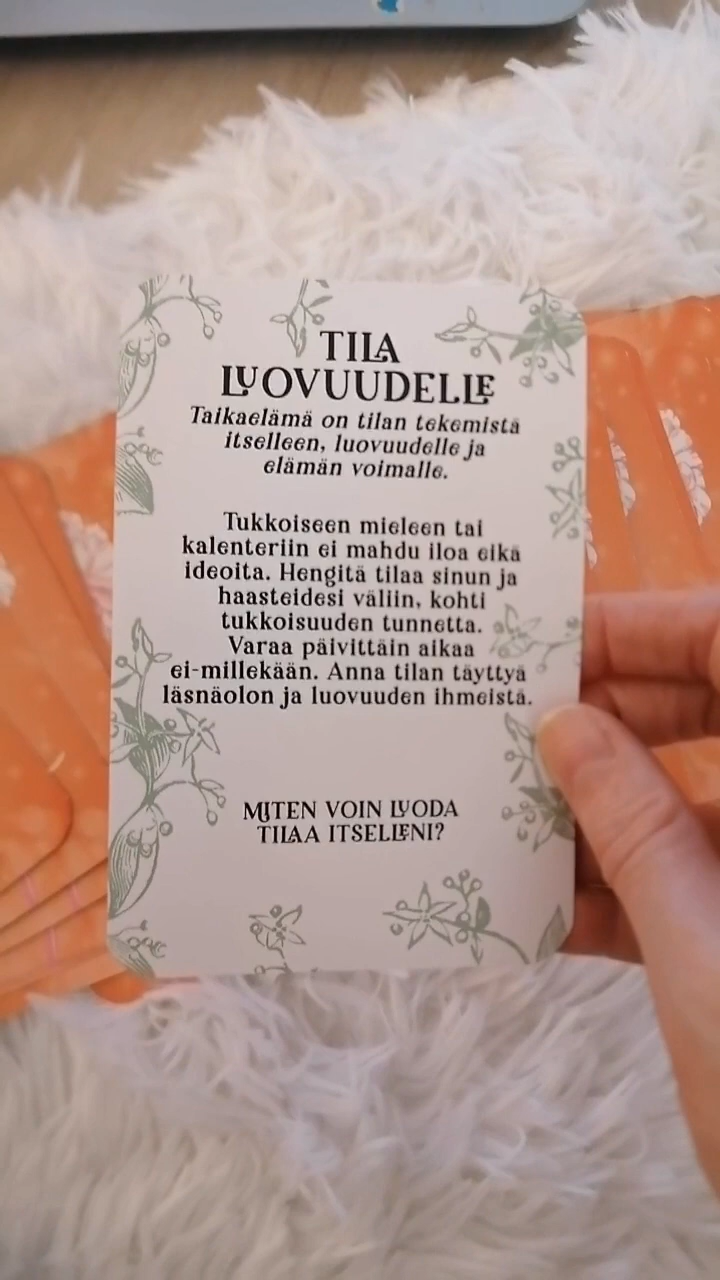 TILA
LUOVUUDELLE
Taikaelämä on tilan tekemistä
itselleen, luovuudelle ja
elämän voimalle.
Tukkoiseen mieleen tai
kalenteriin ei mahdu iloa eikä
ideoita. Hengitä tilaa sinun ja
haasteidesi väliin, kohti
tukkoisuuden tunnetta.
Varaa päivittäin aikaa
ei-millekään. Anna tilan täyttyä
läsnäolon ja luovuuden ihmeistä.
MITEN VOIN LUODA
TILAA ITSELLENI?